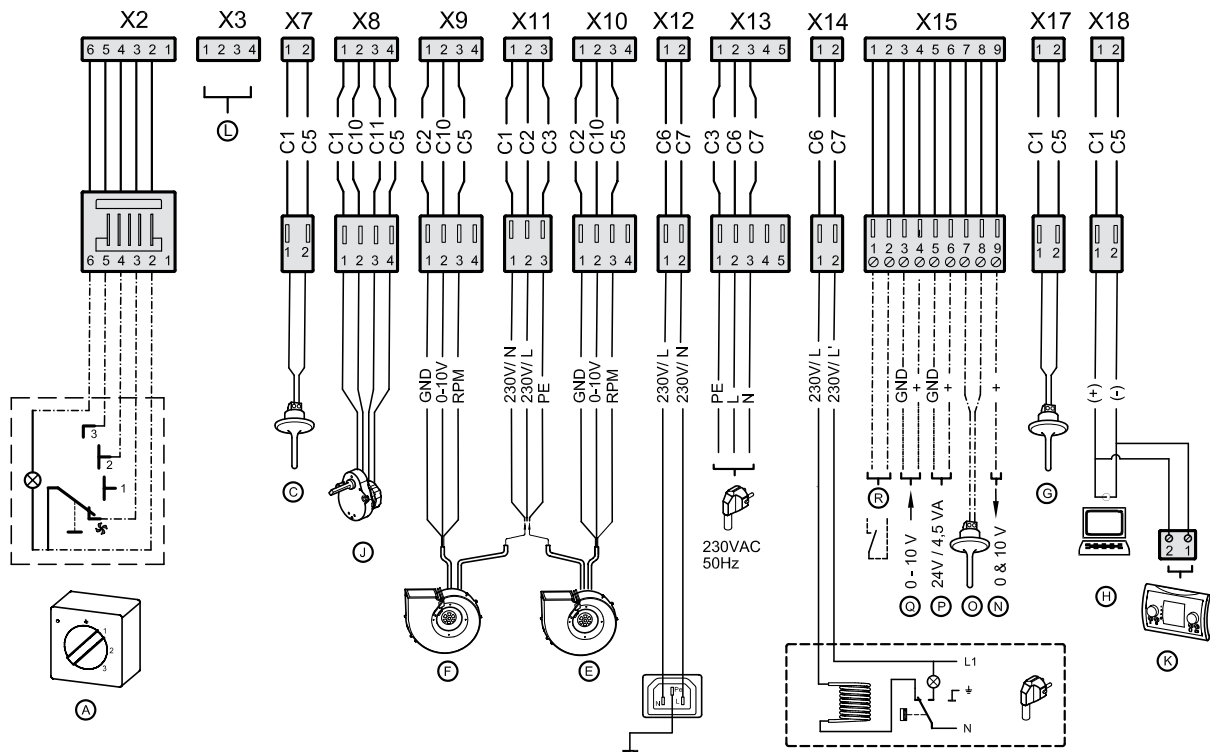 X2 X3 X7 X8 X9 X11 X10 X12 X13 X14 X15 X17 X18
6 5 4 3 2 1 1 2 3 4 1 2 1 2 3 4 1 2 3 4 1 2 3 1 2 3 4 1 2 1 2 3 4 5 1 2 1 2 3 4 5 6 7 8 9 1 2 1 2
L
C1 C5 C1 C10 C11 C5 C2 C10 C5 C1 C2 C3 C2 C10 C5 C6 C7 C3 C6 C7 C6 C7 C1 C5 C1 C5
6 5 4 3 2 1 1 2 1 2 3 4 1 2 3 4 1 2 3 1 2 3 4 1 2 1 2 3 4 5 1 2 1 2 3 4 5 6 7 8 9 1 2 1 2
GND 0-10V RPM 230V/ N 230V/ L PE GND 0-10V RPM 230V/ L 230V/ N PE L N 230V/ L 230V/ L' GND + GND + + (+) (-)
3
2
1
C J R G
230VAC
50Hz
0 - 10 V 24V / 4,5 VA 0 & 10 V
Q P O N
2 1
H
K
1
2
3
A
F E
N Pe L
L1
N